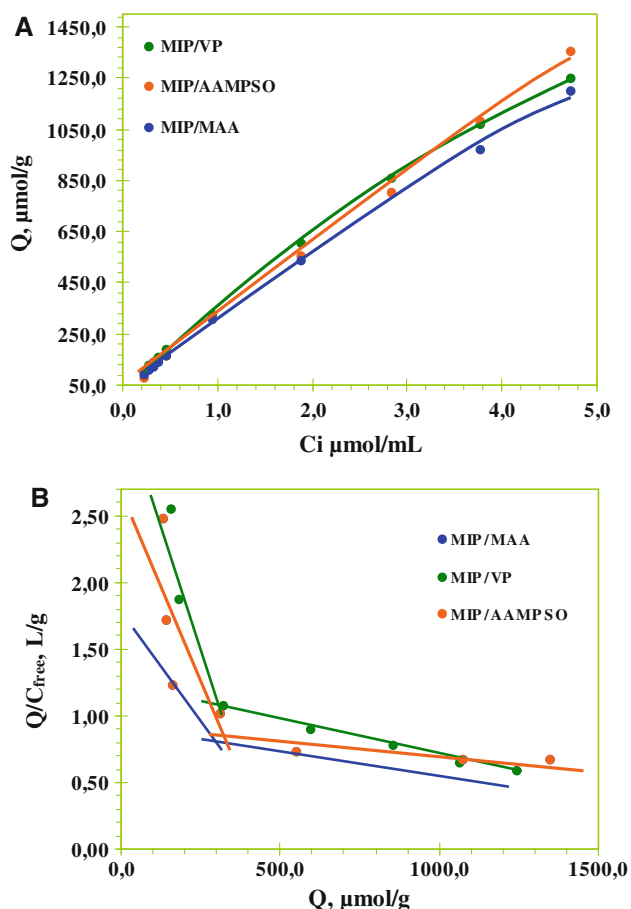 A
1450,0
1250,0
1050,0
850,0
650,0
450,0
250,0
50,0
Q, µmol/g
MIP/VP
MIP/AAMPSO
MIP/MAA
0,0 1,0 2,0 3,0 4,0 5,0
Ci µmol/mL
B
2,50
2,00
1,50
1,00
0,50
0,00
Q/Cfree, L/g
MIP/MAA
MIP/VP
MIP/AAMPSO
0,0 500,0 1000,0 1500,0
Q, µmol/g